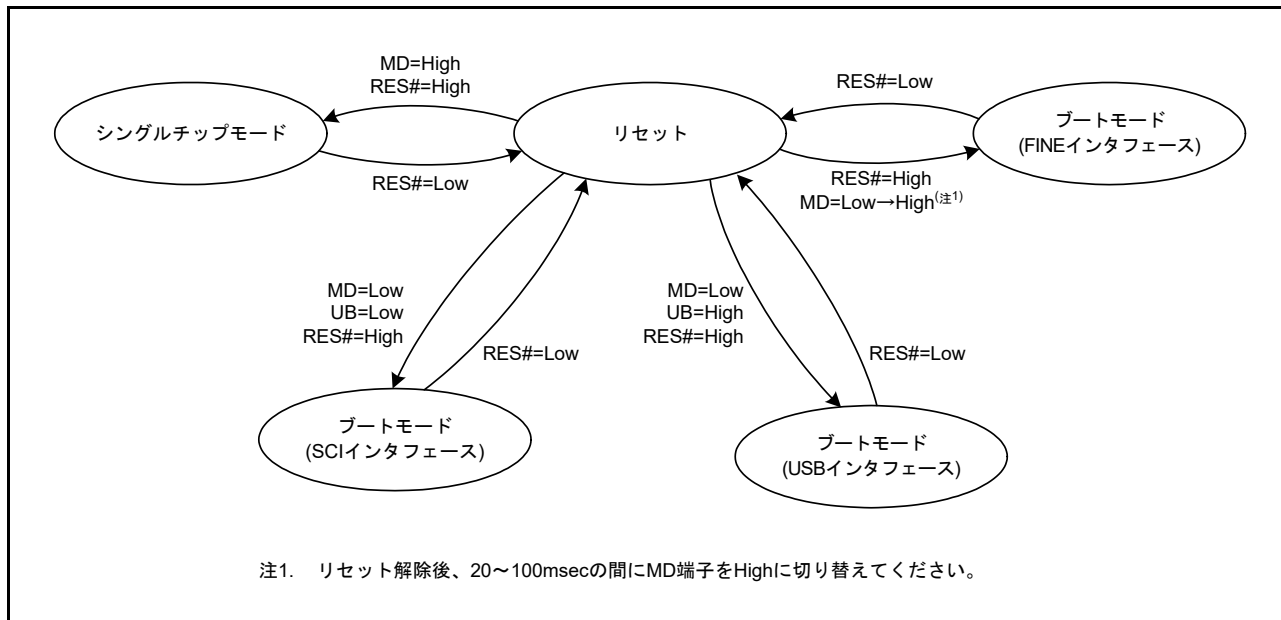 MD=High
RES#=High
RES#=Low
シングルチップモード
リセット
ブートモード
(FINEインタフェース)
RES#=Low
RES#=High
MD=Low→High(注1)
MD=Low
UB=Low
RES#=High
RES#=Low
MD=Low
UB=High
RES#=High
RES#=Low
ブートモード
(SCIインタフェース)
ブートモード
(USBインタフェース)
注1. リセット解除後、20～100msecの間にMD端子をHighに切り替えてください。